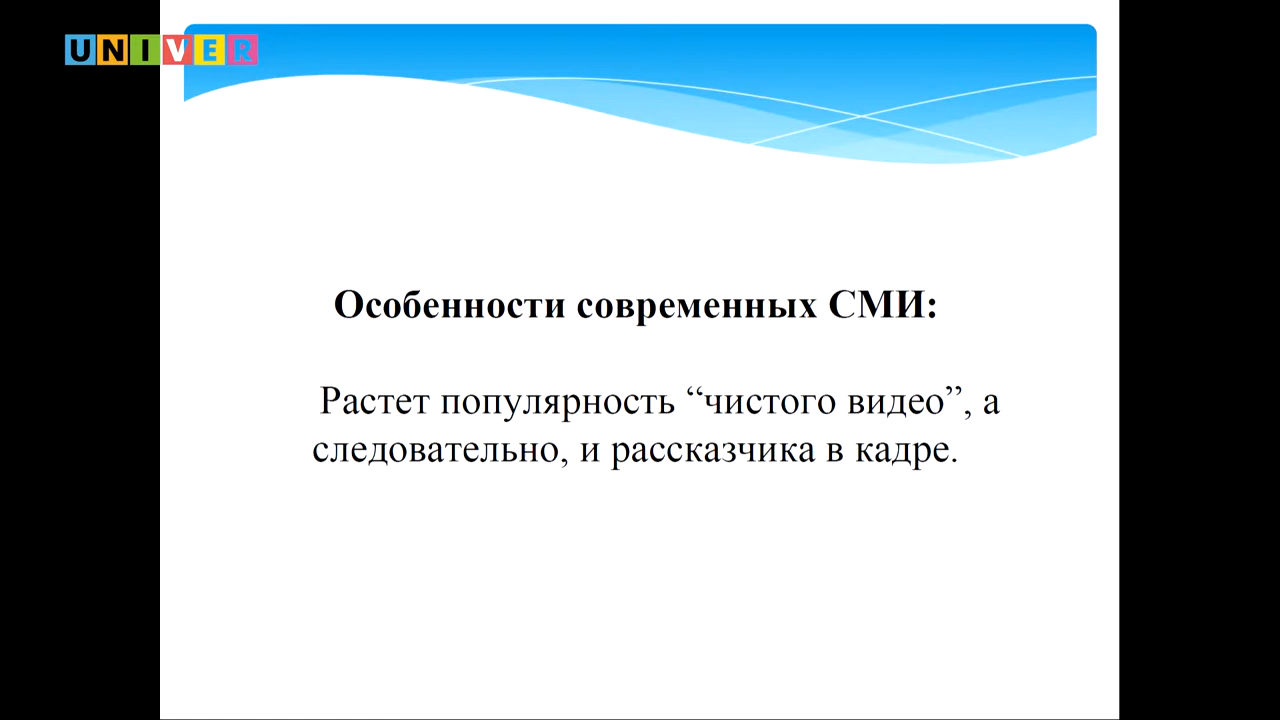 UNIVER
Особенности современных СМИ:
Растет популярность “чистого видео”, а
следовательно, и рассказчика в кадре.